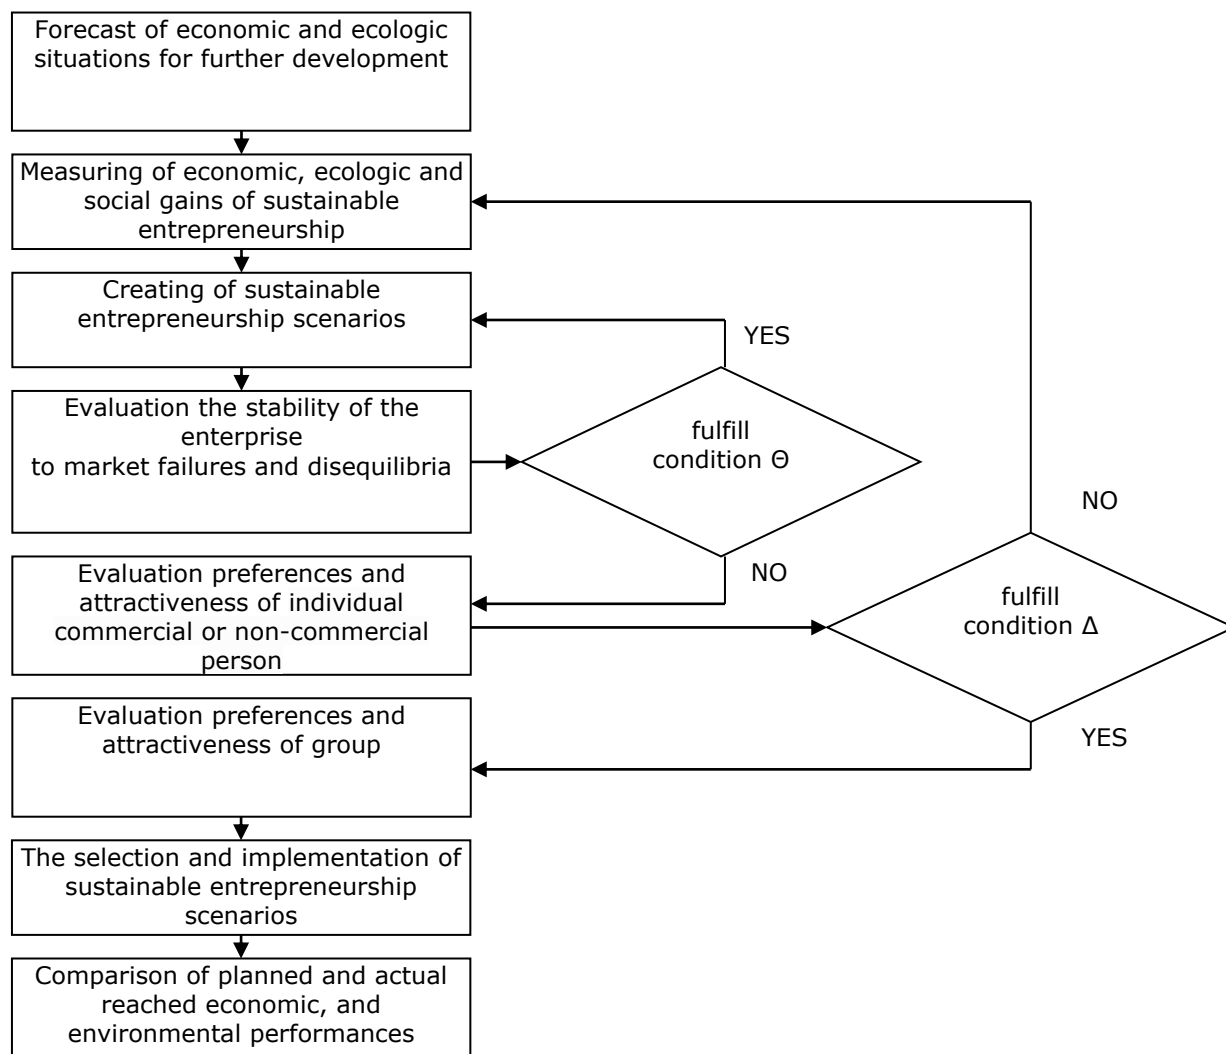 Forecast of economic and ecologic
situations for further development
Measuring of economic, ecologic and
social gains of sustainable
entrepreneurship
Creating of sustainable
entrepreneurship scenarios
YES
Evaluation the stability of the
enterprise
to market failures and disequilibria
fulfill
condition Θ
NO
NO
Evaluation preferences and
attractiveness of individual
commercial or non-commercial
person
fulfill
condition Δ
YES
Evaluation preferences and
attractiveness of group
The selection and implementation of
sustainable entrepreneurship
scenarios
Comparison of planned and actual
reached economic, and
environmental performances